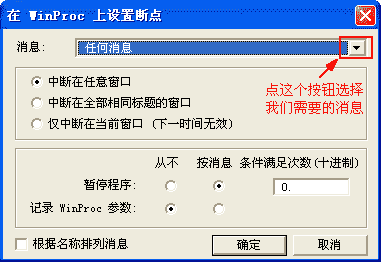 在 WinProc 上设置断点
消息: 任何消息
中断在任意窗口
中断在全部相同标题的窗口
仅中断在当前窗口 (下一时间无效)
点这个按钮选择
我们需要的消息
从不 按消息 条件满足次数(十进制)
暂停程序: 0.
记录 WinProc 参数:
根据名称排列消息 确定 取消